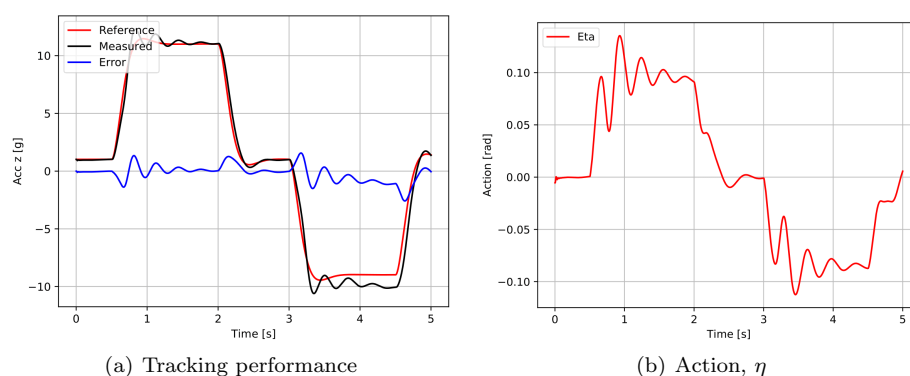 Reference
Measured
Error
10
5
0
−5
−10
Acc z [g]
0
1
2
3
4
5
Time [s]
(a) Tracking performance
Eta
0.10
0.05
0.00
−0.05
−0.10
Action [rad]
0
1
2
3
4
5
Time [s]
(b) Action, η